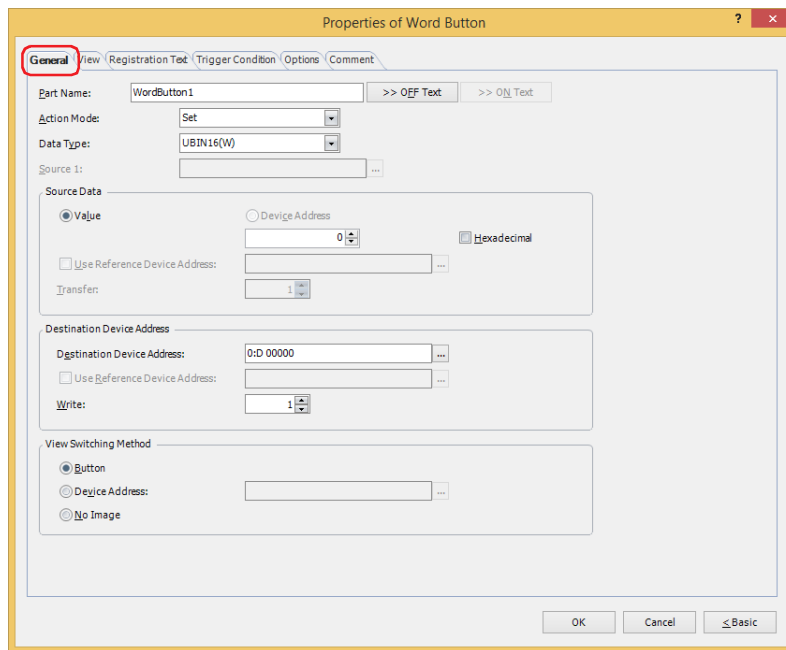 Properties of Word Button ? ×
General View Registration Text Trigger Condition Options Comment
Part Name: WordButton1 >> OFF Text >> ON Text
Action Mode: Set
Data Type: UBIN16(W)
Source 1: ...
Source Data
Value Device Address
0 Hexadecimal
Use Reference Device Address: ...
Transfer: 1
Destination Device Address
Destination Device Address: 0:D 00000 ...
Use Reference Device Address: ...
Write: 1
View Switching Method
Button
Device Address: ...
No Image
OK Cancel < Basic